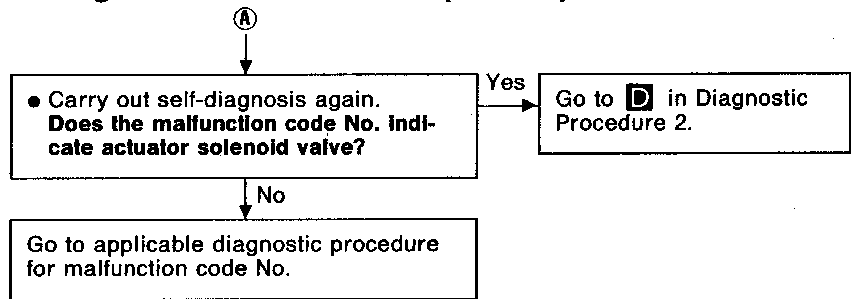 A
● Carry out self-diagnosis again.
Does the malfunction code No. indi-
cate actuator solenoid valve?
Yes
Go to D in Diagnostic
Procedure 2.
No
Go to applicable diagnostic procedure
for malfunction code No.